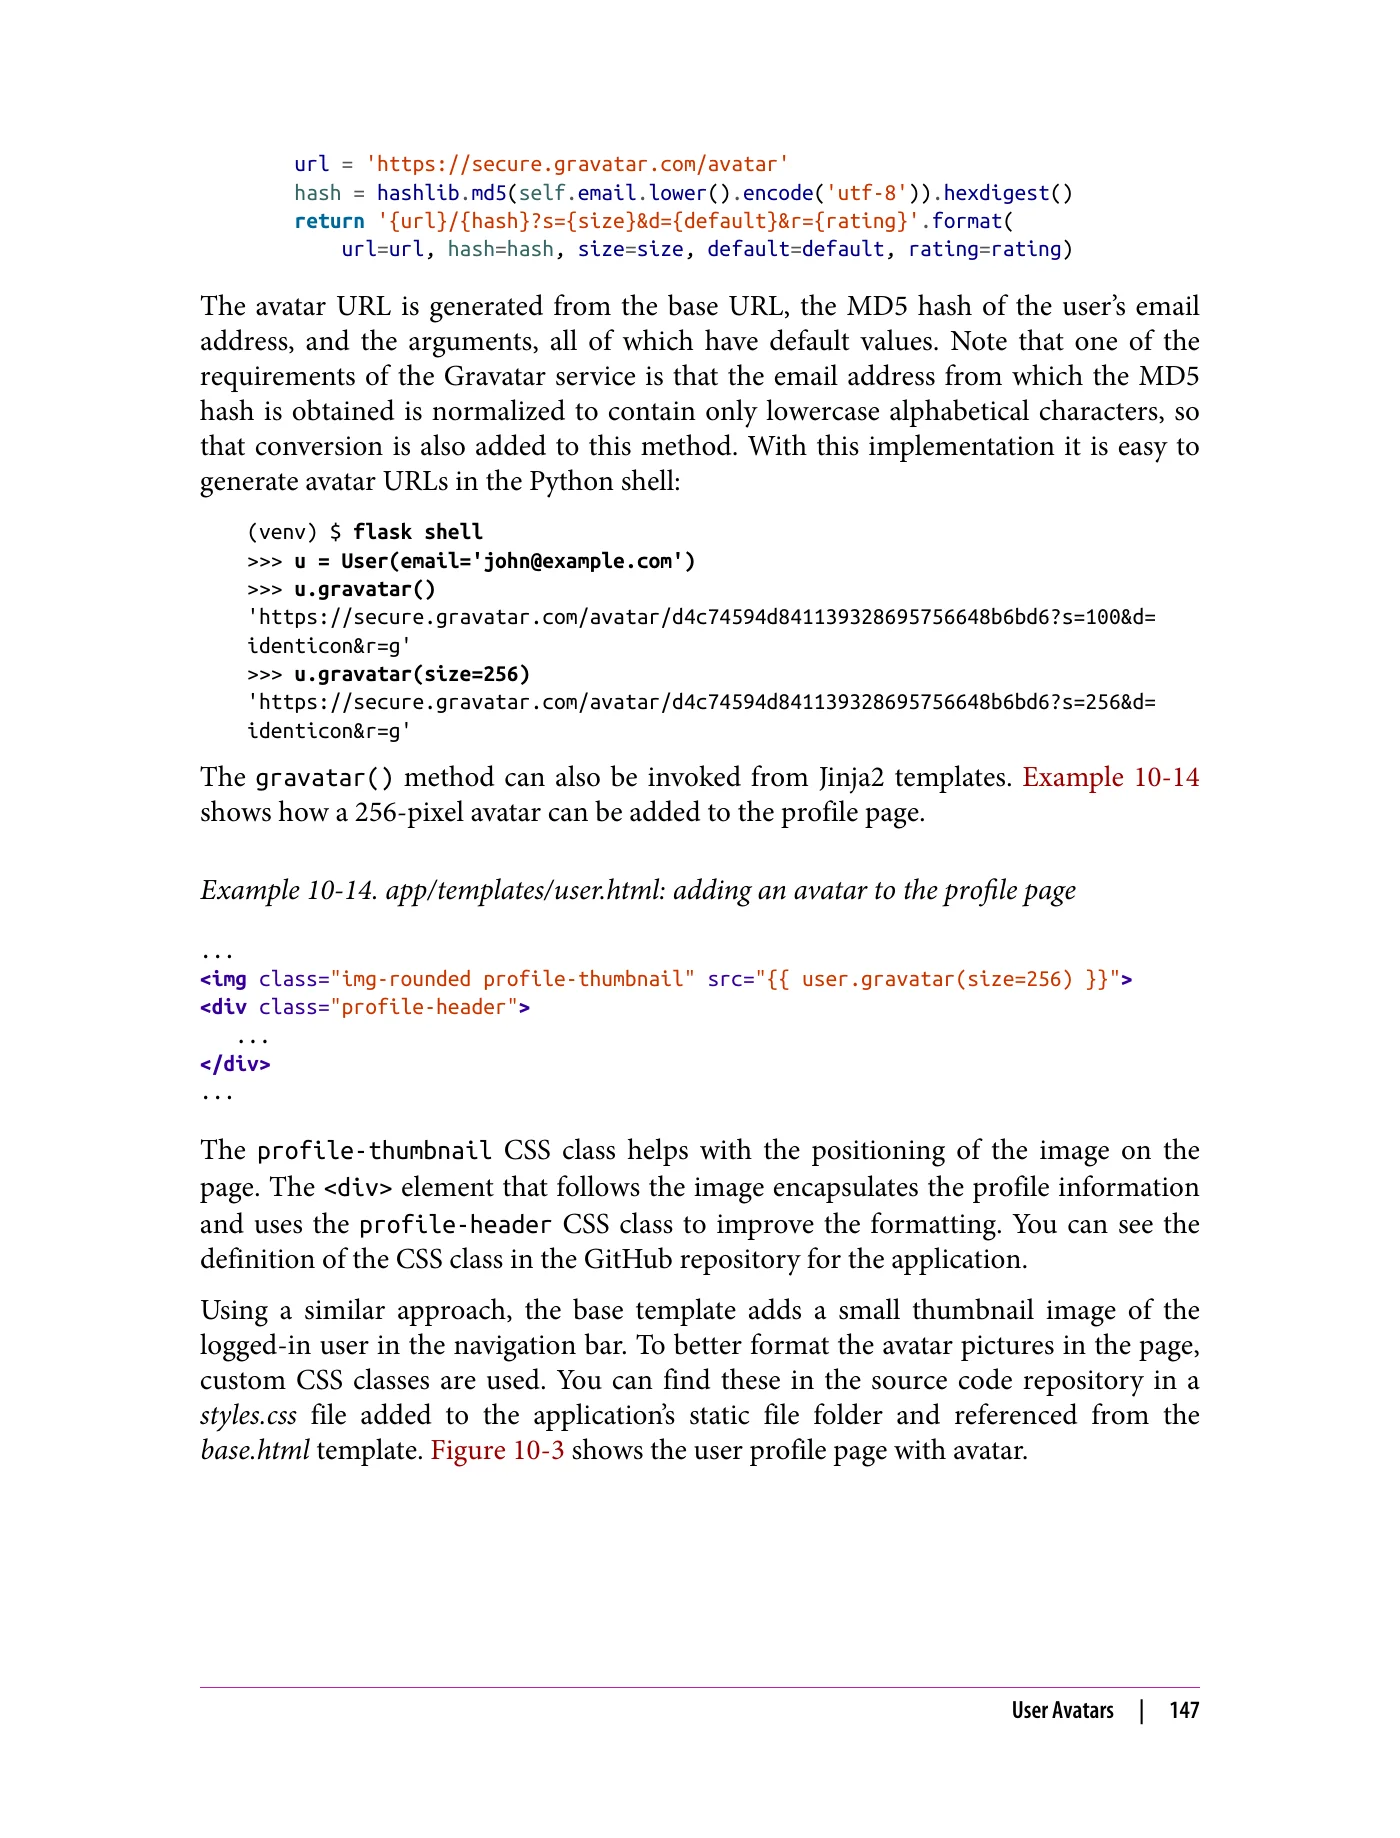 url = 'https://secure.gravatar.com/avatar'
hash = hashlib.md5(self.email.lower().encode('utf-8')).hexdigest()
return '{url}/{hash}?s={size}&d={default}&r={rating}'.format(
url=url, hash=hash, size=size, default=default, rating=rating)
The avatar URL is generated from the base URL, the MD5 hash of the user’s email
address, and the arguments, all of which have default values. Note that one of the
requirements of the Gravatar service is that the email address from which the MD5
hash is obtained is normalized to contain only lowercase alphabetical characters, so
that conversion is also added to this method. With this implementation it is easy to
generate avatar URLs in the Python shell:
(venv) $ flask shell
>>> u = User(email='john@example.com')
>>> u.gravatar()
'https://secure.gravatar.com/avatar/d4c74594d841139328695756648b6bd6?s=100&d=
identicon&r=g'
>>> u.gravatar(size=256)
'https://secure.gravatar.com/avatar/d4c74594d841139328695756648b6bd6?s=256&d=
identicon&r=g'
The gravatar() method can also be invoked from Jinja2 templates. Example 10-14
shows how a 256-pixel avatar can be added to the profile page.
Example 10-14. app/templates/user.html: adding an avatar to the profile page
...
<img class="img-rounded profile-thumbnail" src="{{ user.gravatar(size=256) }}">
<div class="profile-header">
...
</div>
...
The profile-thumbnail CSS class helps with the positioning of the image on the
page. The <div> element that follows the image encapsulates the profile information
and uses the profile-header CSS class to improve the formatting. You can see the
definition of the CSS class in the GitHub repository for the application.
Using a similar approach, the base template adds a small thumbnail image of the
logged-in user in the navigation bar. To better format the avatar pictures in the page,
custom CSS classes are used. You can find these in the source code repository in a
styles.css file added to the application’s static file folder and referenced from the
base.html template. Figure 10-3 shows the user profile page with avatar.
User Avatars | 147